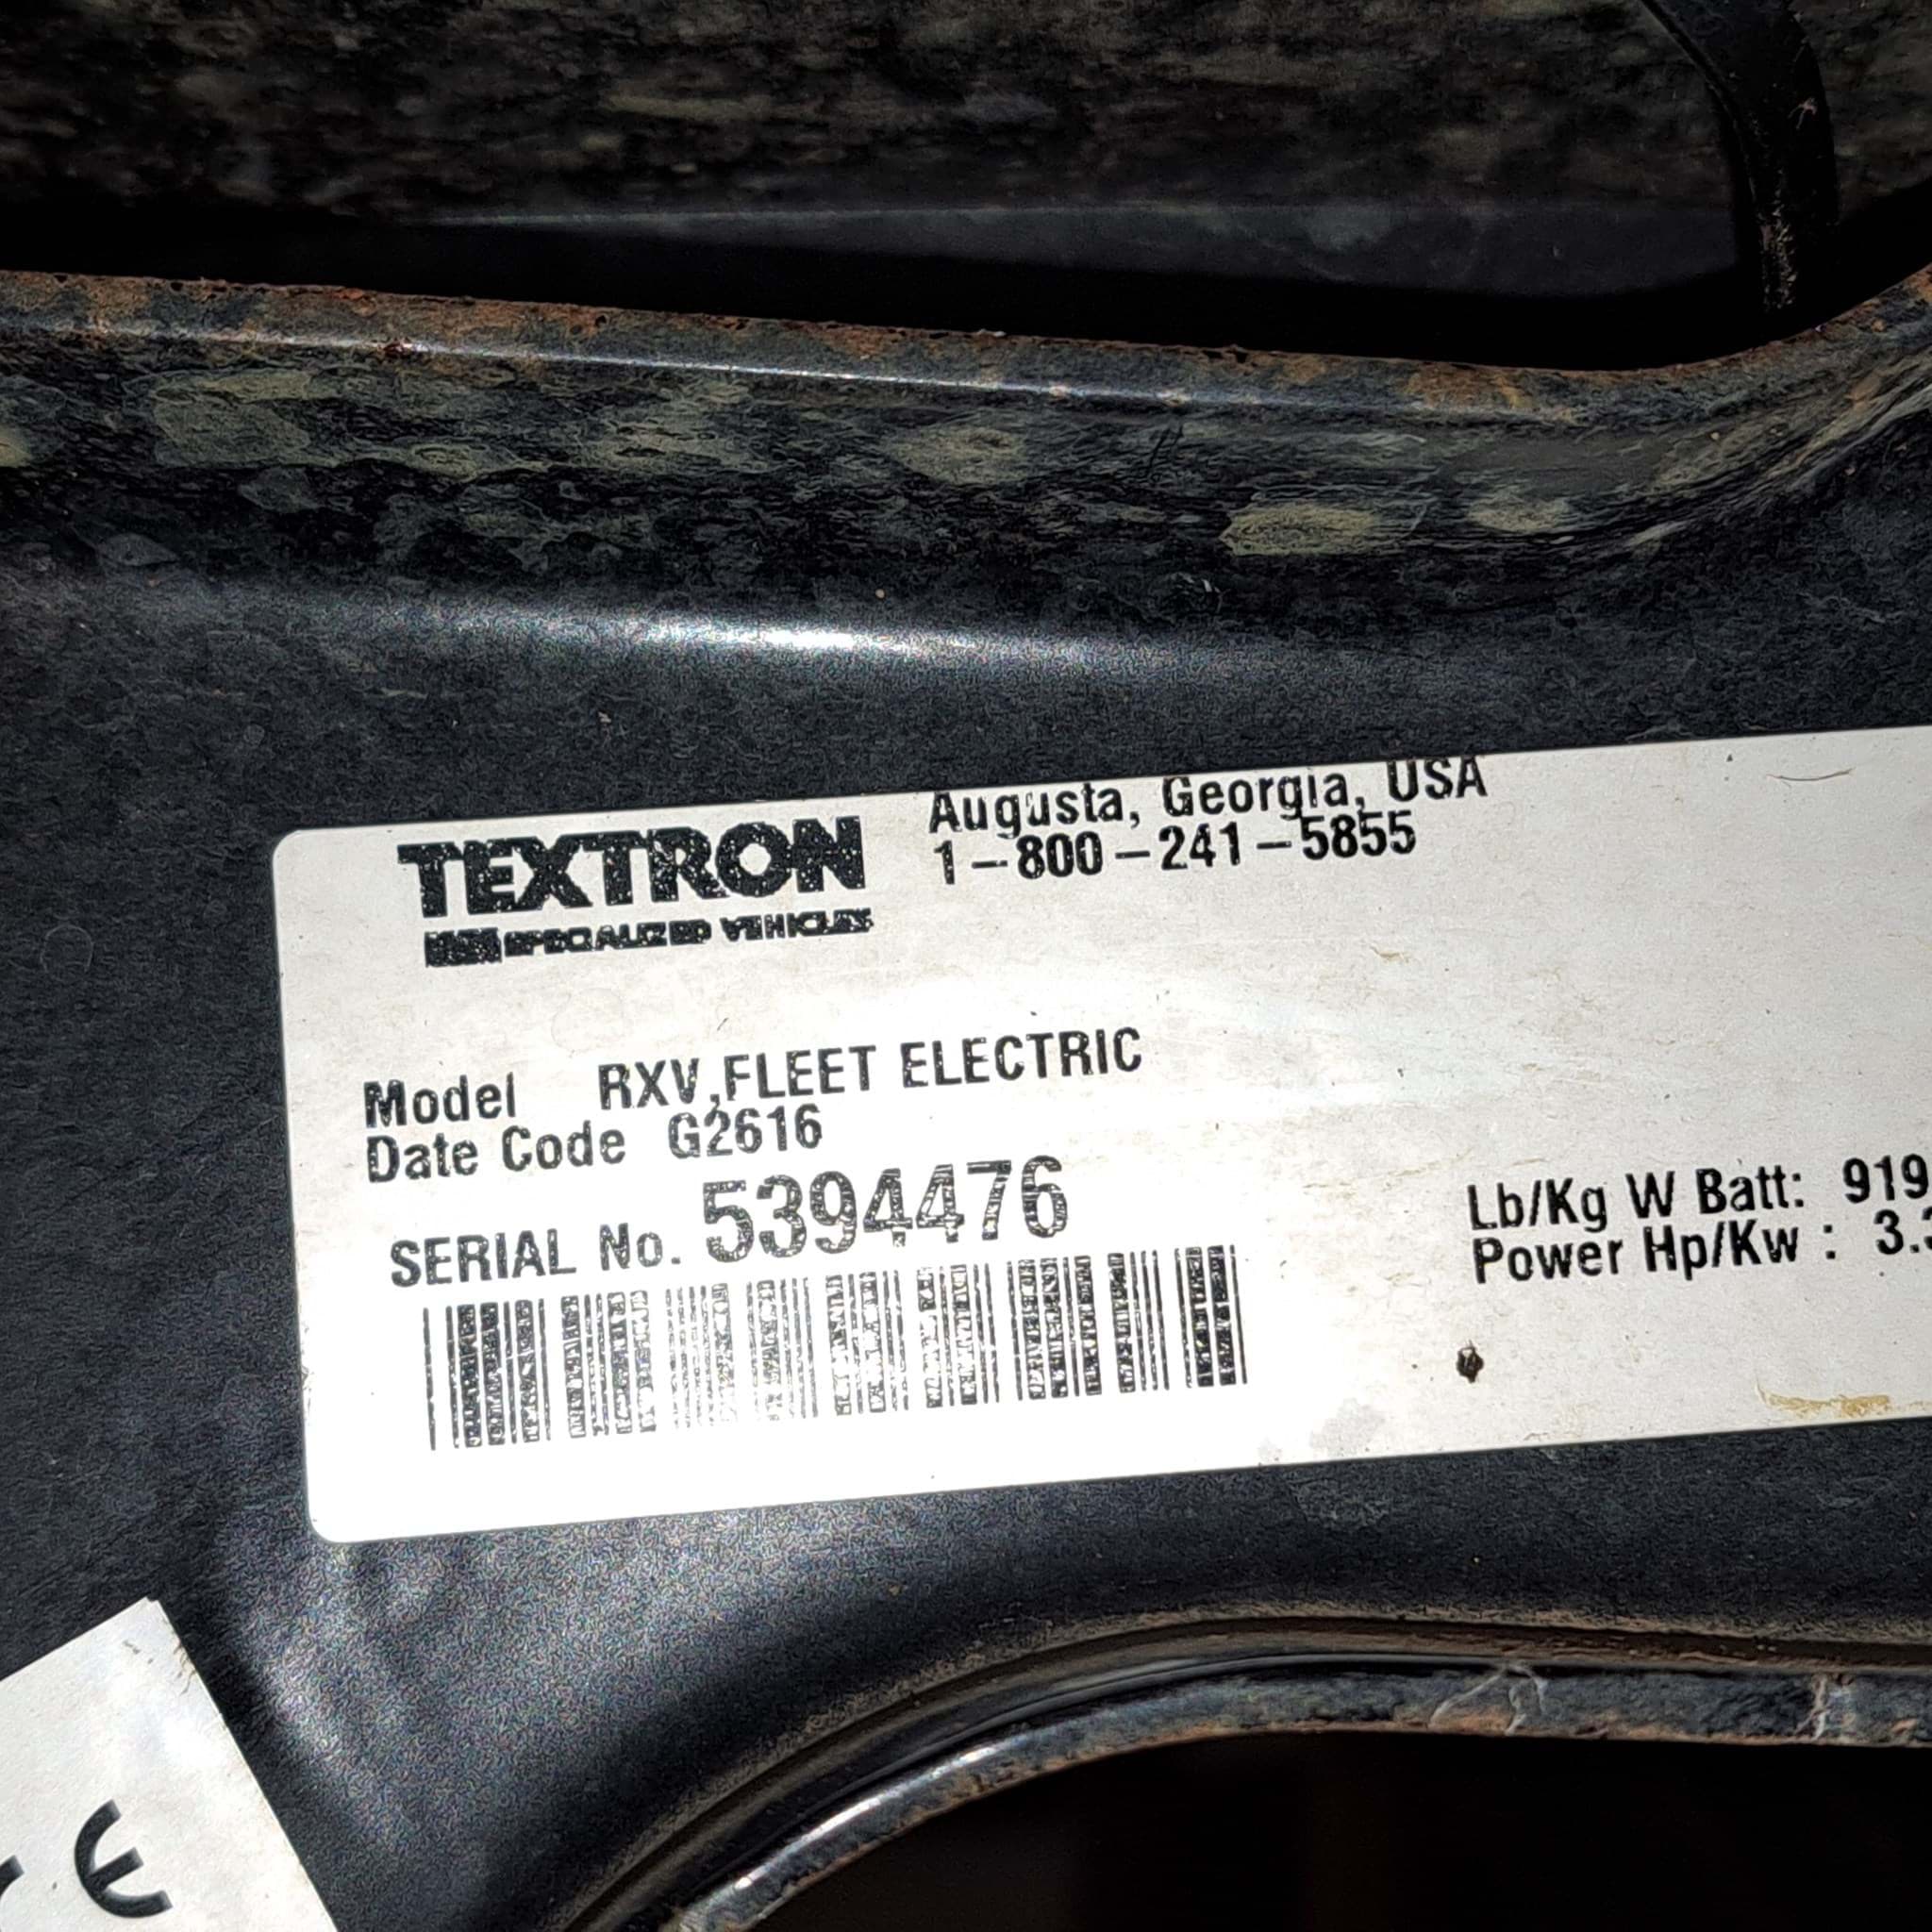 TEXTRON
SPECIALIZED VEHICLES
Augusta, Georgia, USA
1-800-241-5855
Model RXV,FLEET ELECTRIC
Date Code G2616
SERIAL No. 5394476
Lb/Kg W Batt: 919
Power Hp/Kw : 3.
CE